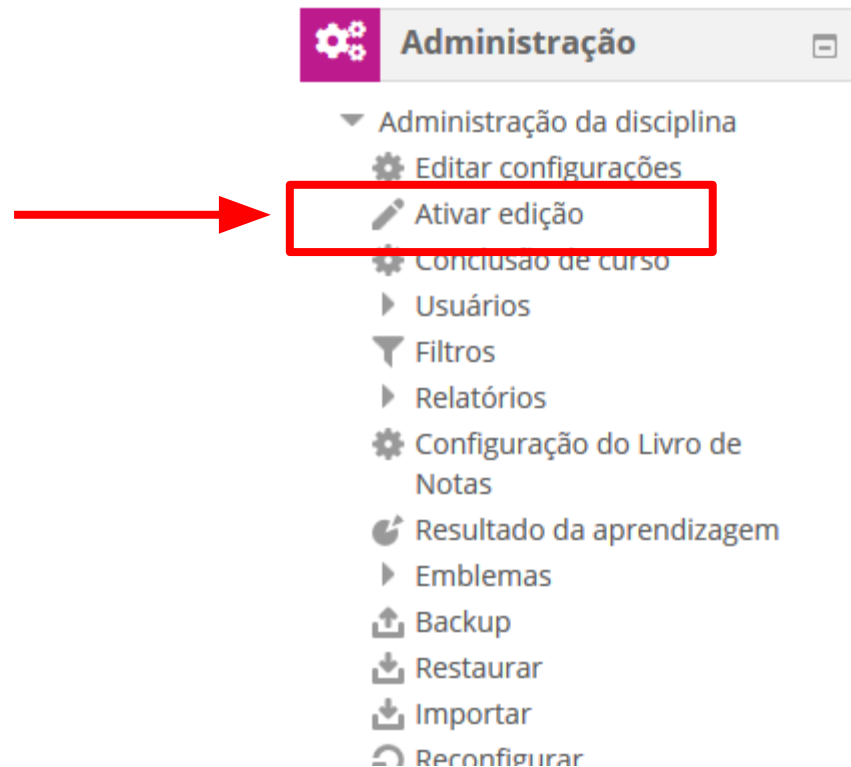 Administração
Administração da disciplina
Editar configurações
Ativar edição
Conclusão de curso
Usuários
Filtros
Relatórios
Configuração do Livro de
Notas
Resultado da aprendizagem
Emblemas
Backup
Restaurar
Importar
Reconfigurar